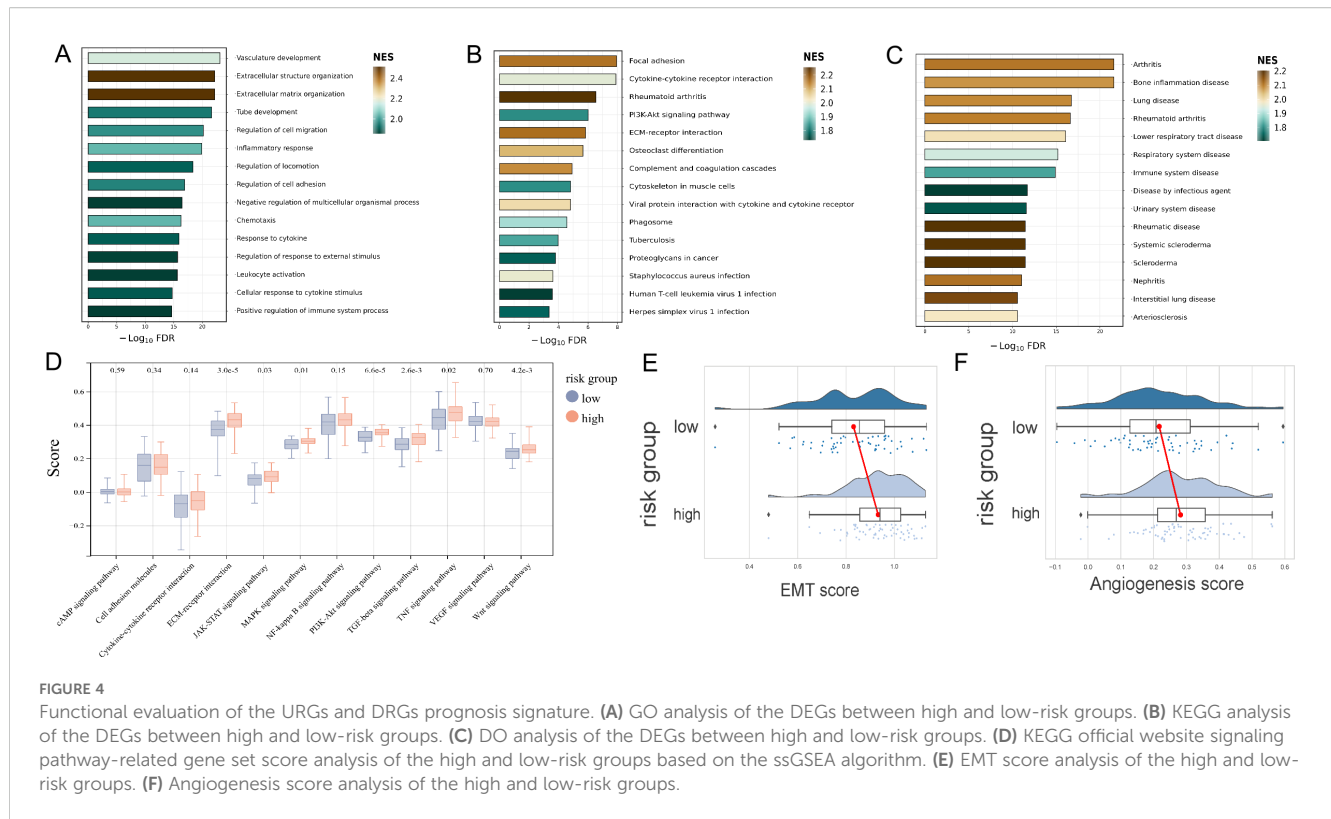 A
Vasculature development
Extracellular structure organization
Extracellular matrix organization
Tube development
Regulation of cell migration
Inflammatory response
Regulation of locomotion
Regulation of cell adhesion
Negative regulation of multicellular organismal process
Chemotaxis
Response to cytokine
Regulation of response to external stimulus
Leukocyte activation
Cellular response to cytokine stimulus
Positive regulation of immune system process
0 5 10 15 20
− Log10 FDR
NES
2.4
2.2
2.0
B
Focal adhesion
Cytokine-cytokine receptor interaction
Rheumatoid arthritis
PI3K-Akt signaling pathway
ECM-receptor interaction
Osteoclast differentiation
Complement and coagulation cascades
Cytoskeleton in muscle cells
Viral protein interaction with cytokine and cytokine receptor
Phagosome
Tuberculosis
Proteoglycans in cancer
Staphylococcus aureus infection
Human T-cell leukemia virus 1 infection
Herpes simplex virus 1 infection
0 1 2 3 4 5 6 7 8
− Log10 FDR
NES
2.2
2.1
2.0
1.9
1.8
C
Arthritis
Bone inflammation disease
Lung disease
Rheumatoid arthritis
Lower respiratory tract disease
Respiratory system disease
Immune system disease
Disease by infectious agent
Urinary system disease
Rheumatic disease
Systemic scleroderma
Scleroderma
Nephritis
Interstitial lung disease
Arteriosclerosis
0 5 10 15 20
− Log10 FDR
NES
2.2
2.1
2.0
1.9
1.8
1.7
D
0.59 0.34 0.14 3.0e-5 0.03 0.01 0.15 6.6e-5 2.6e-3 0.02 0.70 4.2e-3
Score
0.6
0.4
0.2
0.0
−0.2
cAMP signaling pathway
Cell adhesion molecules
Cytokine-cytokine receptor interaction
ECM-receptor interaction
JAK-STAT signaling pathway
MAPK signaling pathway
NF-kappa B signaling pathway
PI3K-Akt signaling pathway
TGF-beta signaling pathway
TNF signaling pathway
VEGF signaling pathway
Wnt signaling pathway
risk group
low
high
E
risk group
low
high
0.4 0.6 0.8 1.0
EMT score
F
risk group
low
high
−0.1 0.0 0.1 0.2 0.3 0.4 0.5 0.6
Angiogenesis score
FIGURE 4
Functional evaluation of the URGs and DRGs prognosis signature. (A) GO analysis of the DEGs between high and low-risk groups. (B) KEGG analysis
of the DEGs between high and low-risk groups. (C) DO analysis of the DEGs between high and low-risk groups. (D) KEGG official website signaling
pathway-related gene set score analysis of the high and low-risk groups based on the ssGSEA algorithm. (E) EMT score analysis of the high and low-
risk groups. (F) Angiogenesis score analysis of the high and low-risk groups.